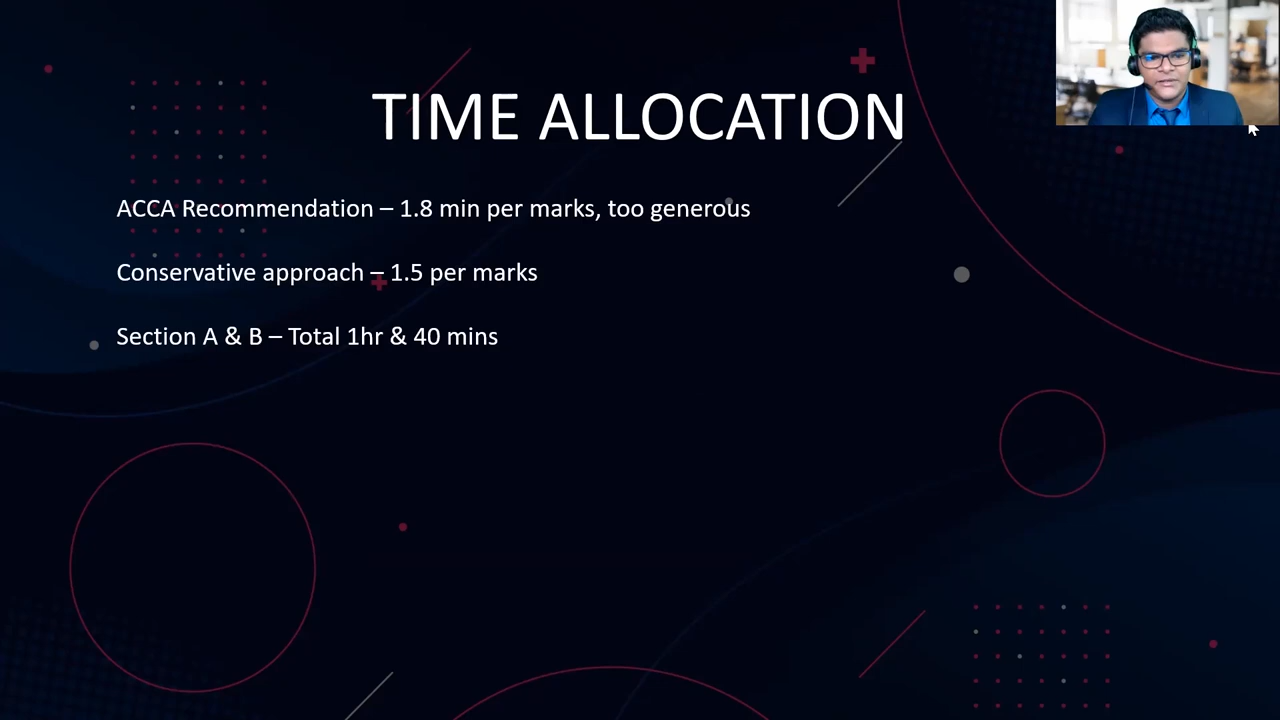 TIME ALLOCATION
ACCA Recommendation – 1.8 min per marks, too generous
Conservative approach – 1.5 per marks
Section A & B – Total 1hr & 40 mins